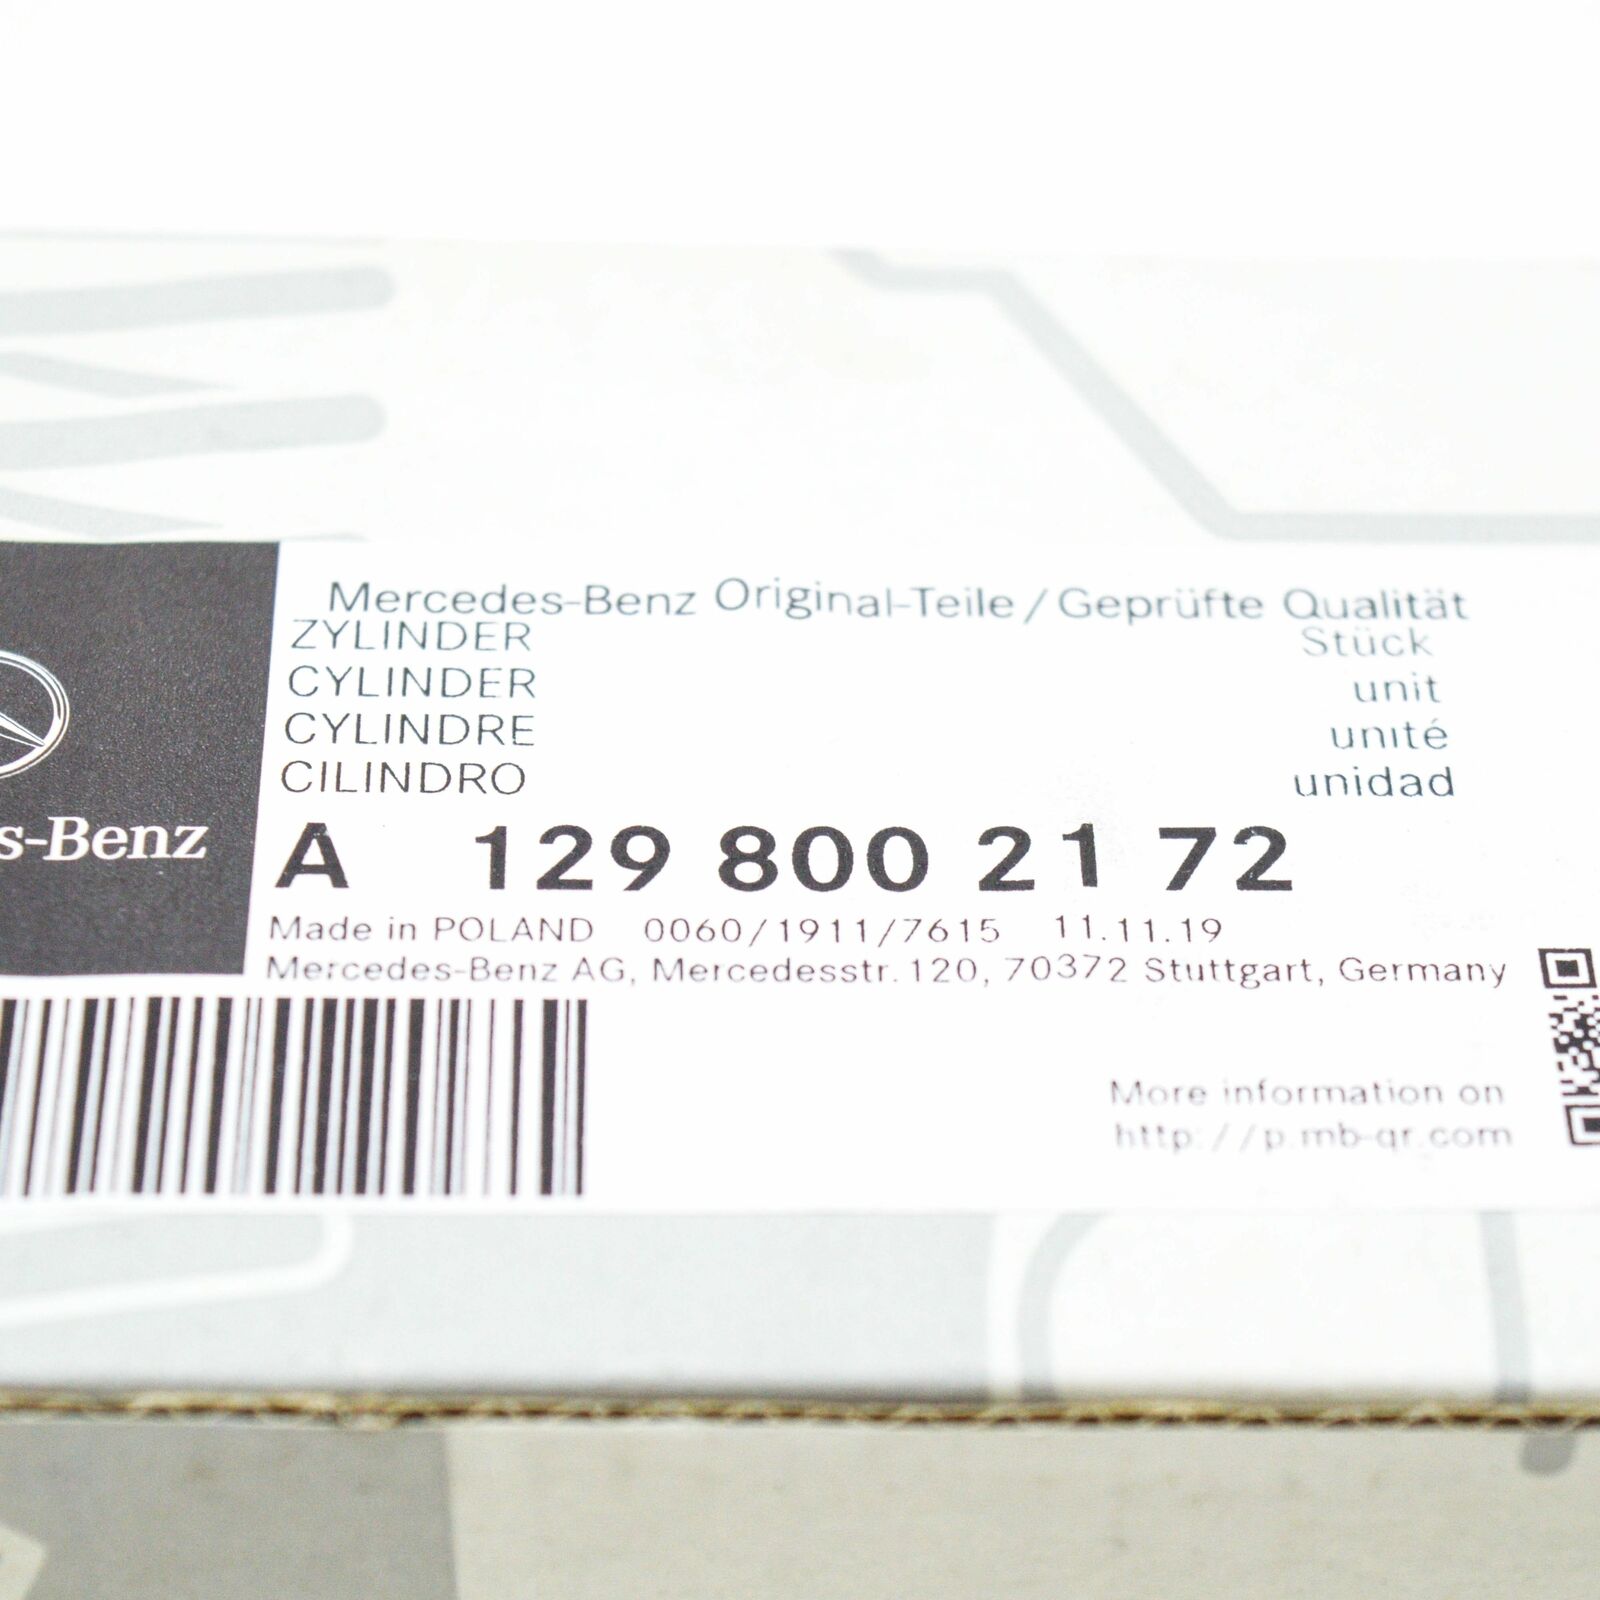 Mercedes-Benz Original-Teile / Geprüfte Qualität
ZYLINDER Stück
CYLINDER unit
CYLINDRE unité
CILINDRO unidad
s-Benz
A 129 800 21 72
Made in POLAND 0060/1911/7615 11.11.19
Mercedes-Benz AG, Mercedesstr. 120, 70372 Stuttgart, Germany
More information on
http://p.mb-qr.com